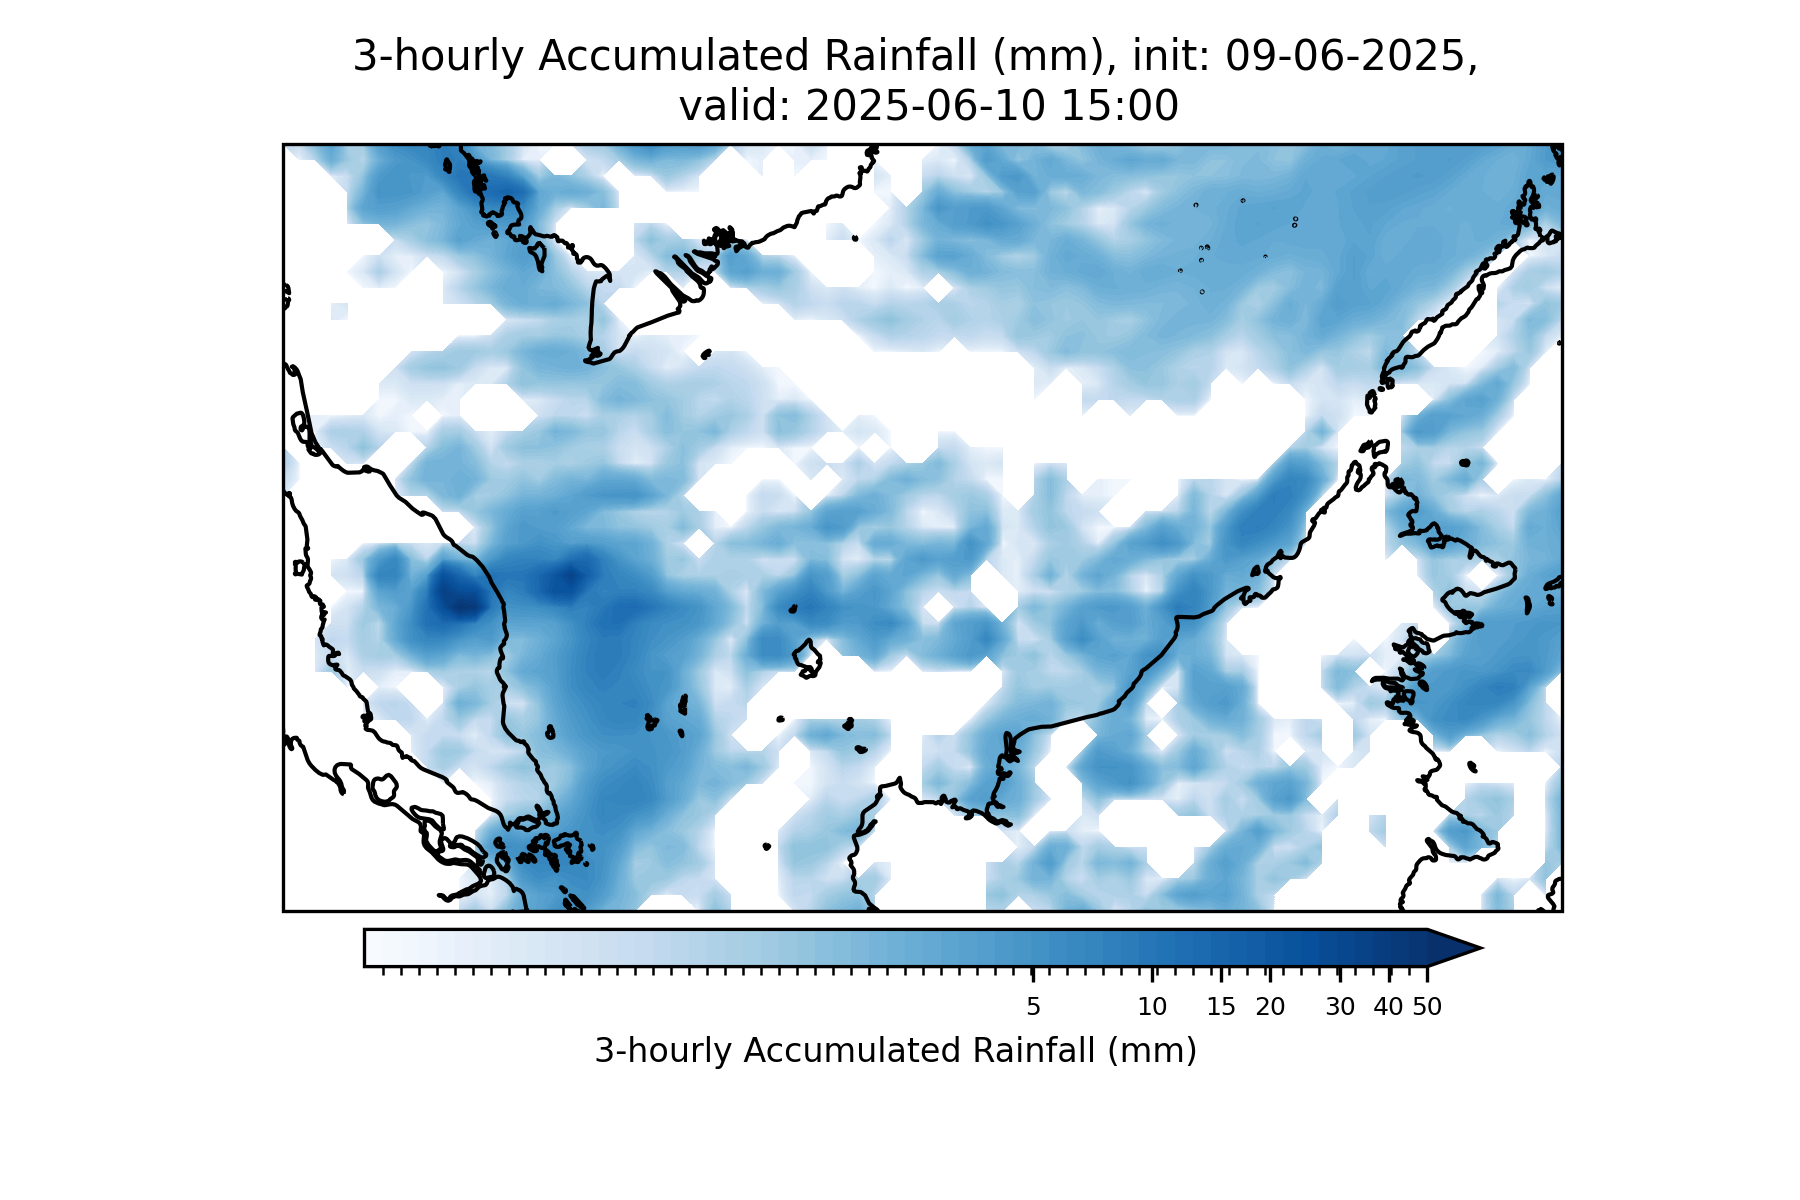 3-hourly Accumulated Rainfall (mm), init: 09-06-2025,
valid: 2025-06-10 15:00
5 10 15 20 30 40 50
3-hourly Accumulated Rainfall (mm)